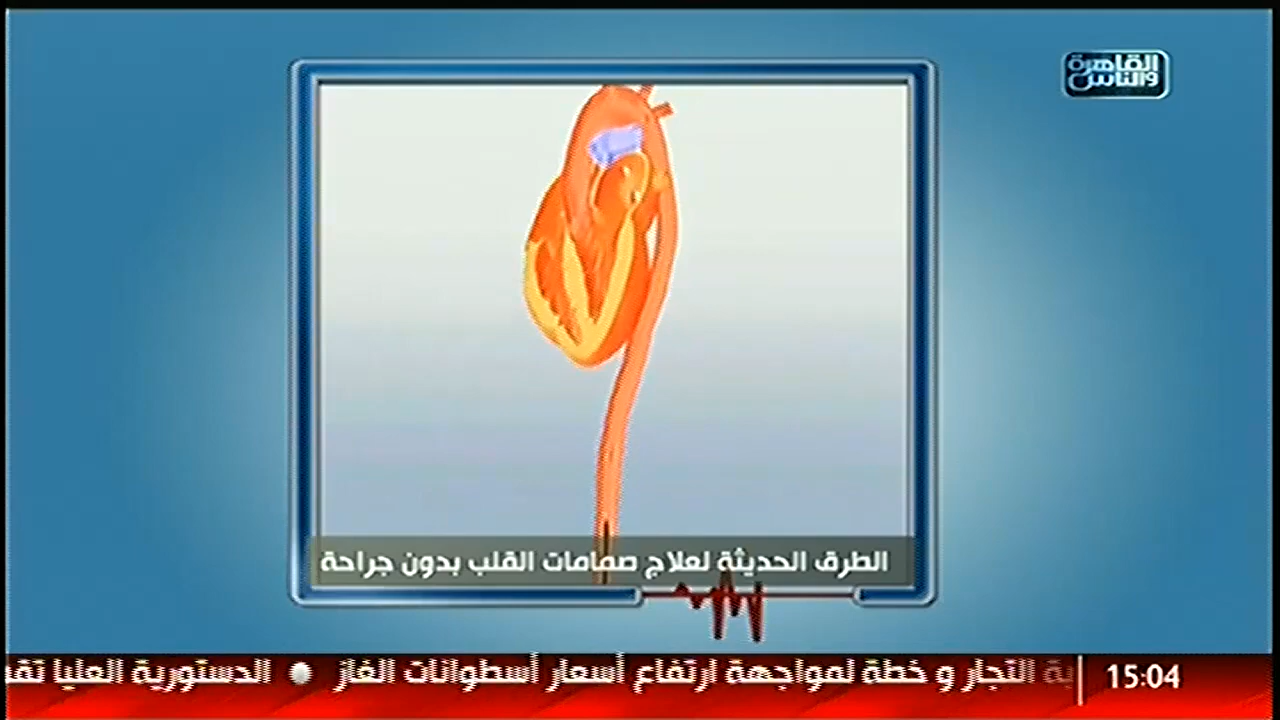 القاهرة
والناس
الطرق الحديثة لعلاج صمامات القلب بدون جراحة
15:04
التجار و خطة لمواجهة ارتفاع أسعار أسطوانات الغاز ● الدستورية العليا